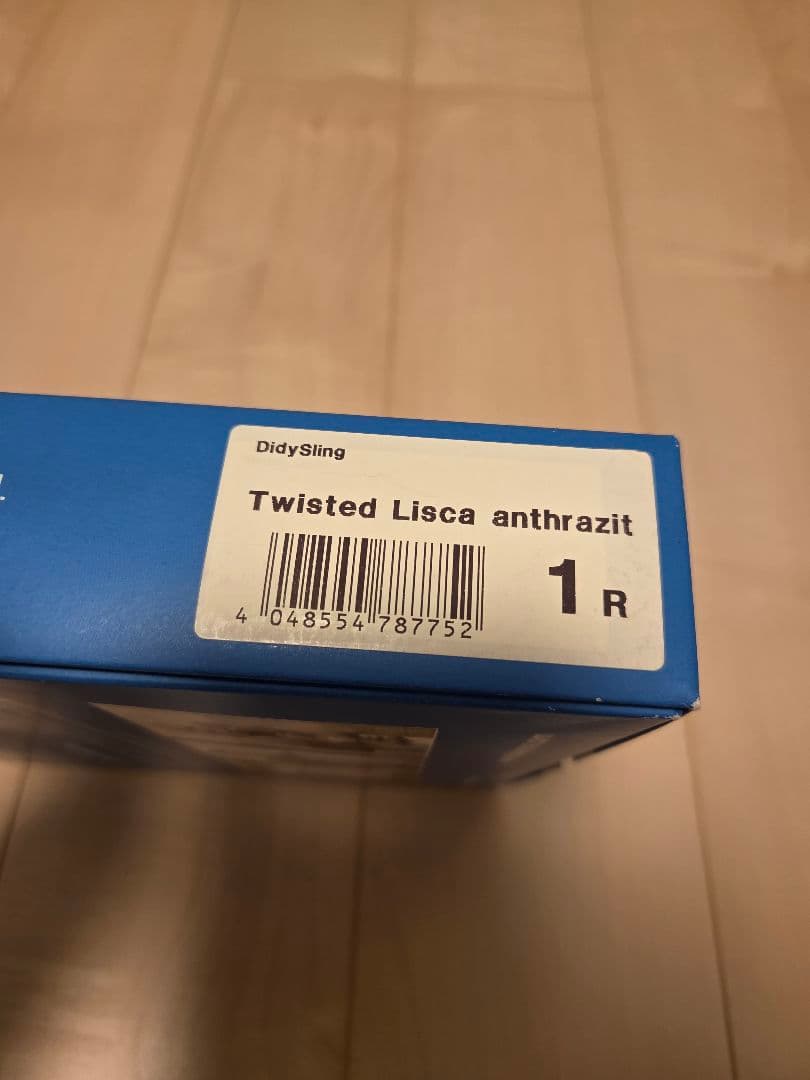 DidySling
Twisted Lisca anthrazit
1 R
4 048554 787752